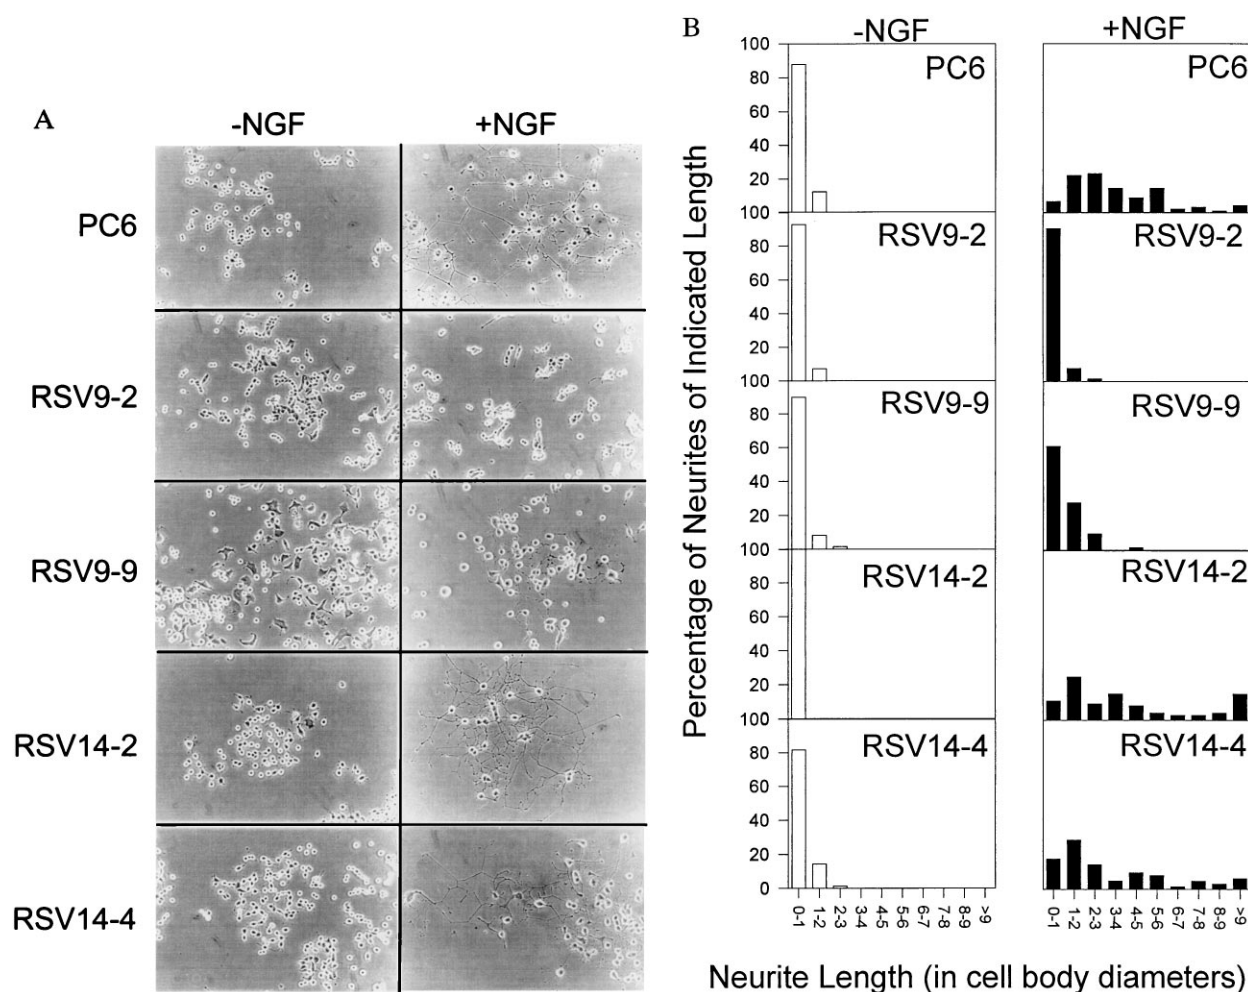 A
-NGF +NGF
PC6
RSV9-2
RSV9-9
RSV14-2
RSV14-4
B
-NGF +NGF
Percentage of Neurites of Indicated Length
100
80
60
40
20
PC6 PC6
100
80
60
40
20
RSV9-2 RSV9-2
100
80
60
40
20
RSV9-9 RSV9-9
100
80
60
40
20
RSV14-2 RSV14-2
100
80
60
40
20
0
RSV14-4 RSV14-4
0-1 1-2 2-3 3-4 4-5 5-6 6-7 7-8 8-9 >9
0-1 1-2 2-3 3-4 4-5 5-6 6-7 7-8 8-9 >9
Neurite Length (in cell body diameters)